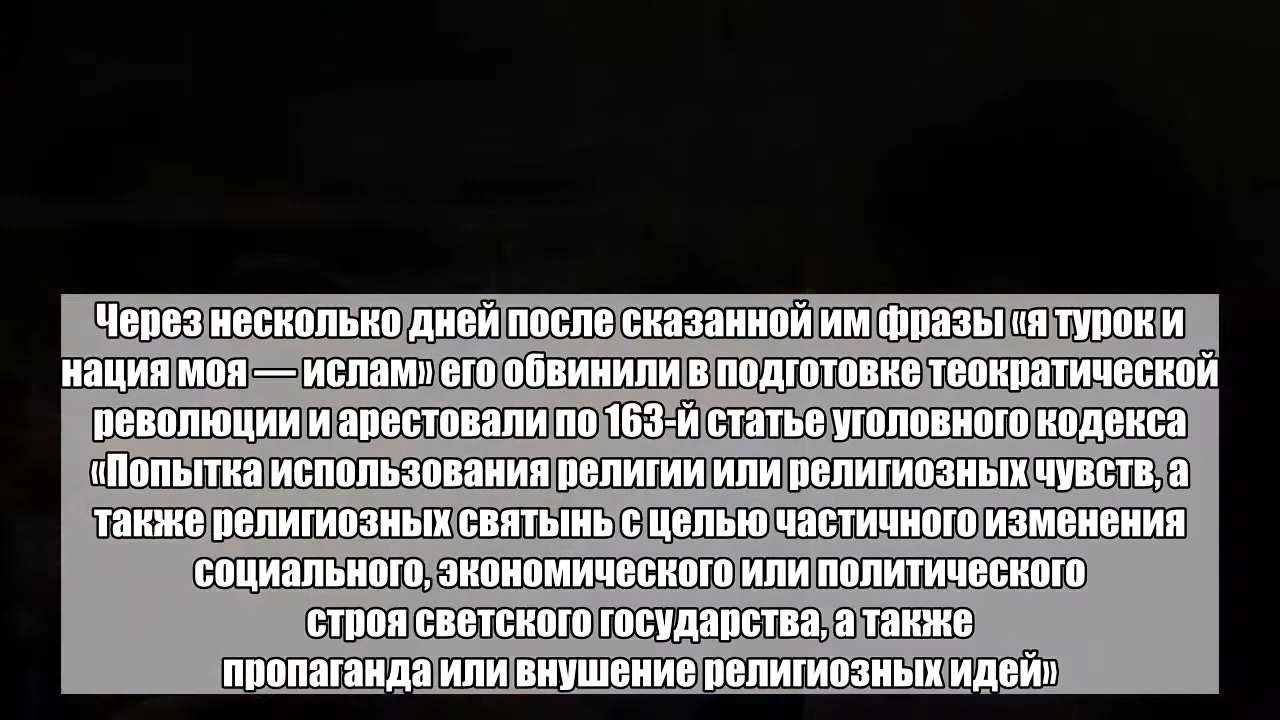 Через несколько дней после сказанной им фразы «я турок и
нация моя — ислам» его обвинили в подготовке теократической
революции и арестовали по 163-й статье уголовного кодекса
«Попытка использования религии или религиозных чувств, а
также религиозных святынь с целью частичного изменения
социального, экономического или политического
строя светского государства, а также
пропаганда или внушение религиозных идей»